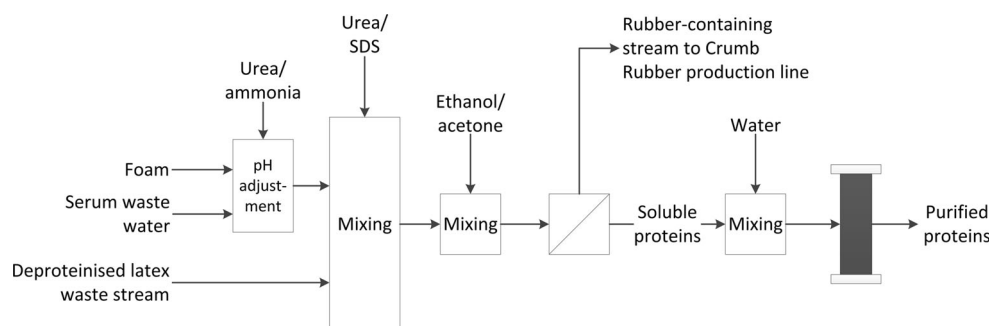 Urea/
SDS
Rubber-containing
stream to Crumb
Rubber production line
Urea/
ammonia
Ethanol/
acetone
Water
Foam
pH
adjust-
ment
Serum waste
water
Mixing
Mixing
Soluble
proteins
Mixing
Purified
proteins
Deproteinised latex
waste stream